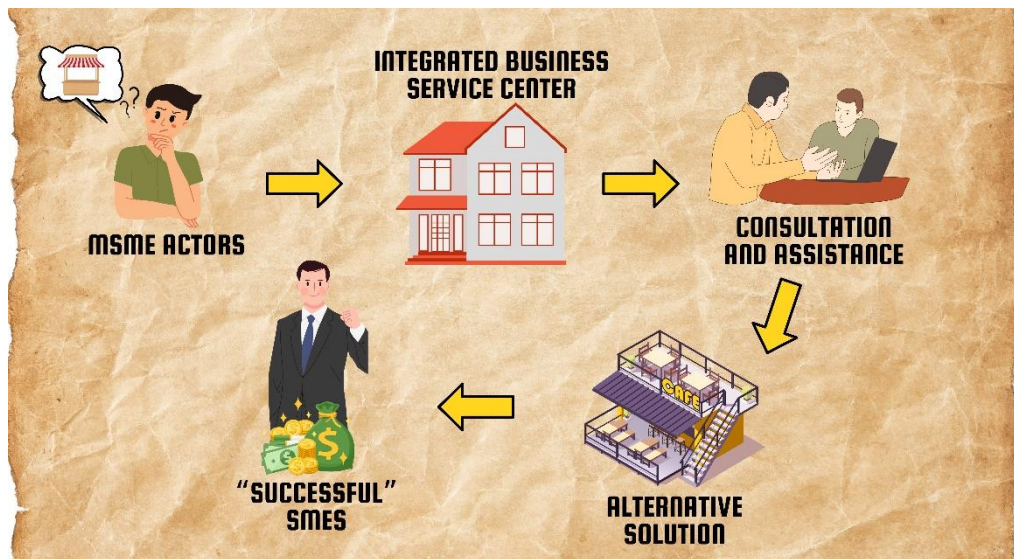 INTEGRATED BUSINESS
SERVICE CENTER
??
MSME ACTORS
CONSULTATION
AND ASSISTANCE
CAFE
ALTERNATIVE
SOLUTION
$
$
"SUCCESSFUL"
SMES